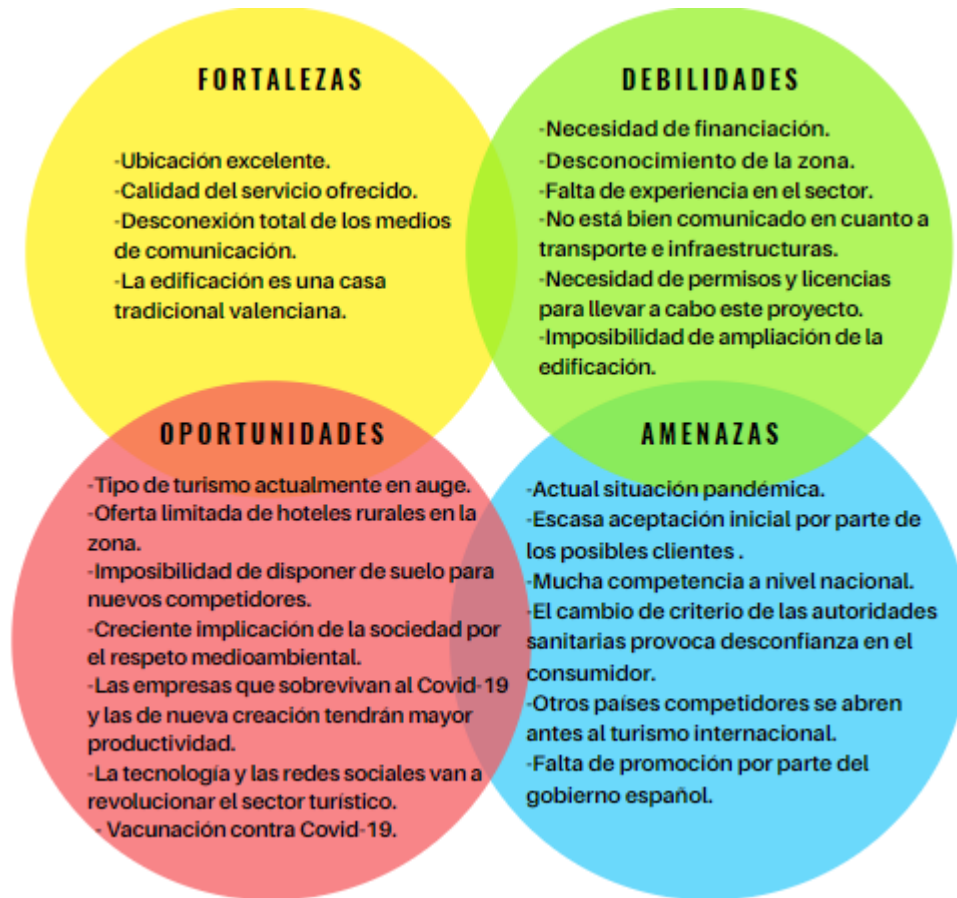 FORTALEZAS
-Ubicación excelente.
-Calidad del servicio ofrecido.
-Desconexión total de los medios
de comunicación.
-La edificación es una casa
tradicional valenciana.
DEBILIDADES
-Necesidad de financiación.
-Desconocimiento de la zona.
-Falta de experiencia en el sector.
-No está bien comunicado en cuanto a
transporte e infraestructuras.
-Necesidad de permisos y licencias
para llevar a cabo este proyecto.
-Imposibilidad de ampliación de la
edificación.
OPORTUNIDADES
-Tipo de turismo actualmente en auge.
-Oferta limitada de hoteles rurales en la
zona.
-Imposibilidad de disponer de suelo para
nuevos competidores.
-Creciente implicación de la sociedad por
el respeto medioambiental.
-Las empresas que sobrevivan al Covid-19
y las de nueva creación tendrán mayor
productividad.
-La tecnología y las redes sociales van a
revolucionar el sector turístico.
- Vacunación contra Covid-19.
AMENAZAS
-Actual situación pandémica.
-Escasa aceptación inicial por parte de
los posibles clientes .
-Mucha competencia a nivel nacional.
-El cambio de criterio de las autoridades
sanitarias provoca desconfianza en el
consumidor.
-Otros países competidores se abren
antes al turismo internacional.
-Falta de promoción por parte del
gobierno español.